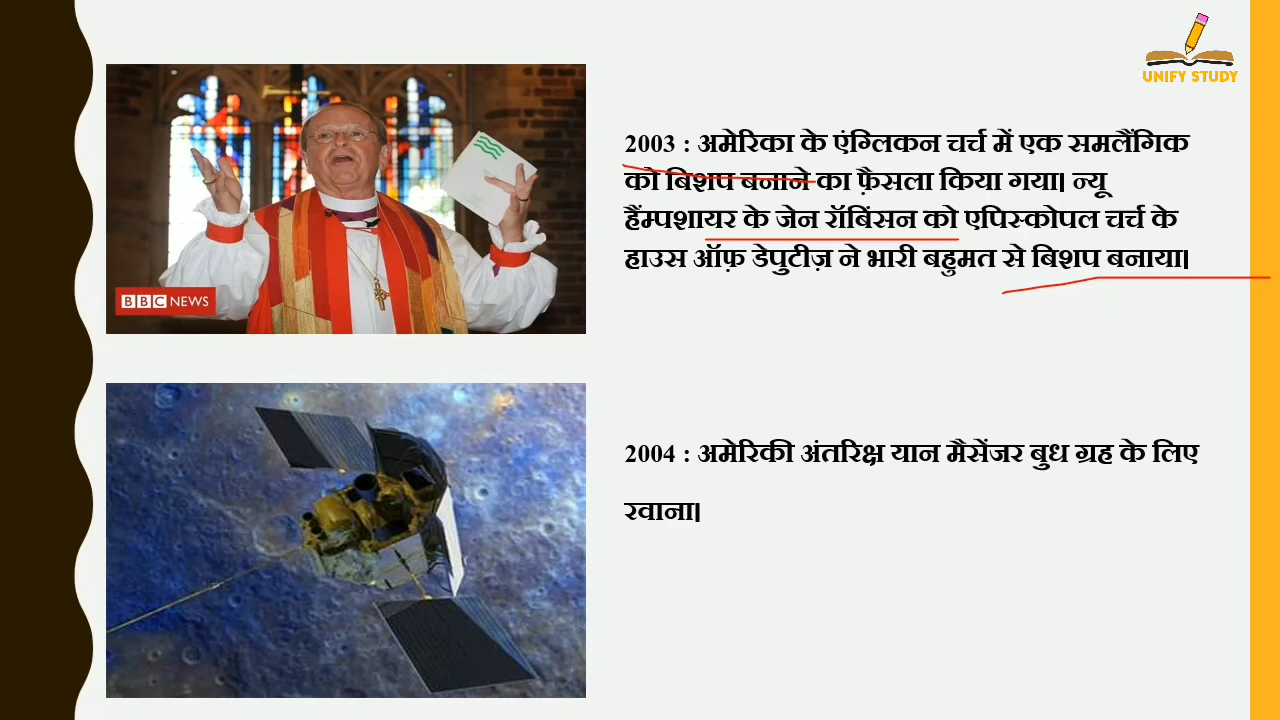 UNIFY STUDY
2003 : अमेरिका के एंग्लिकन चर्च में एक समलैंगिक
को बिशप बनाने का फ़ैसला किया गया। न्यू
हैंम्पशायर के जेन रॉबिंसन को एपिस्कोपल चर्च के
हाउस ऑफ़ डेपुटीज़ ने भारी बहुमत से बिशप बनाया।
BBC NEWS
2004 : अमेरिकी अंतरिक्ष यान मैसेंजर बुध ग्रह के लिए
रवाना।